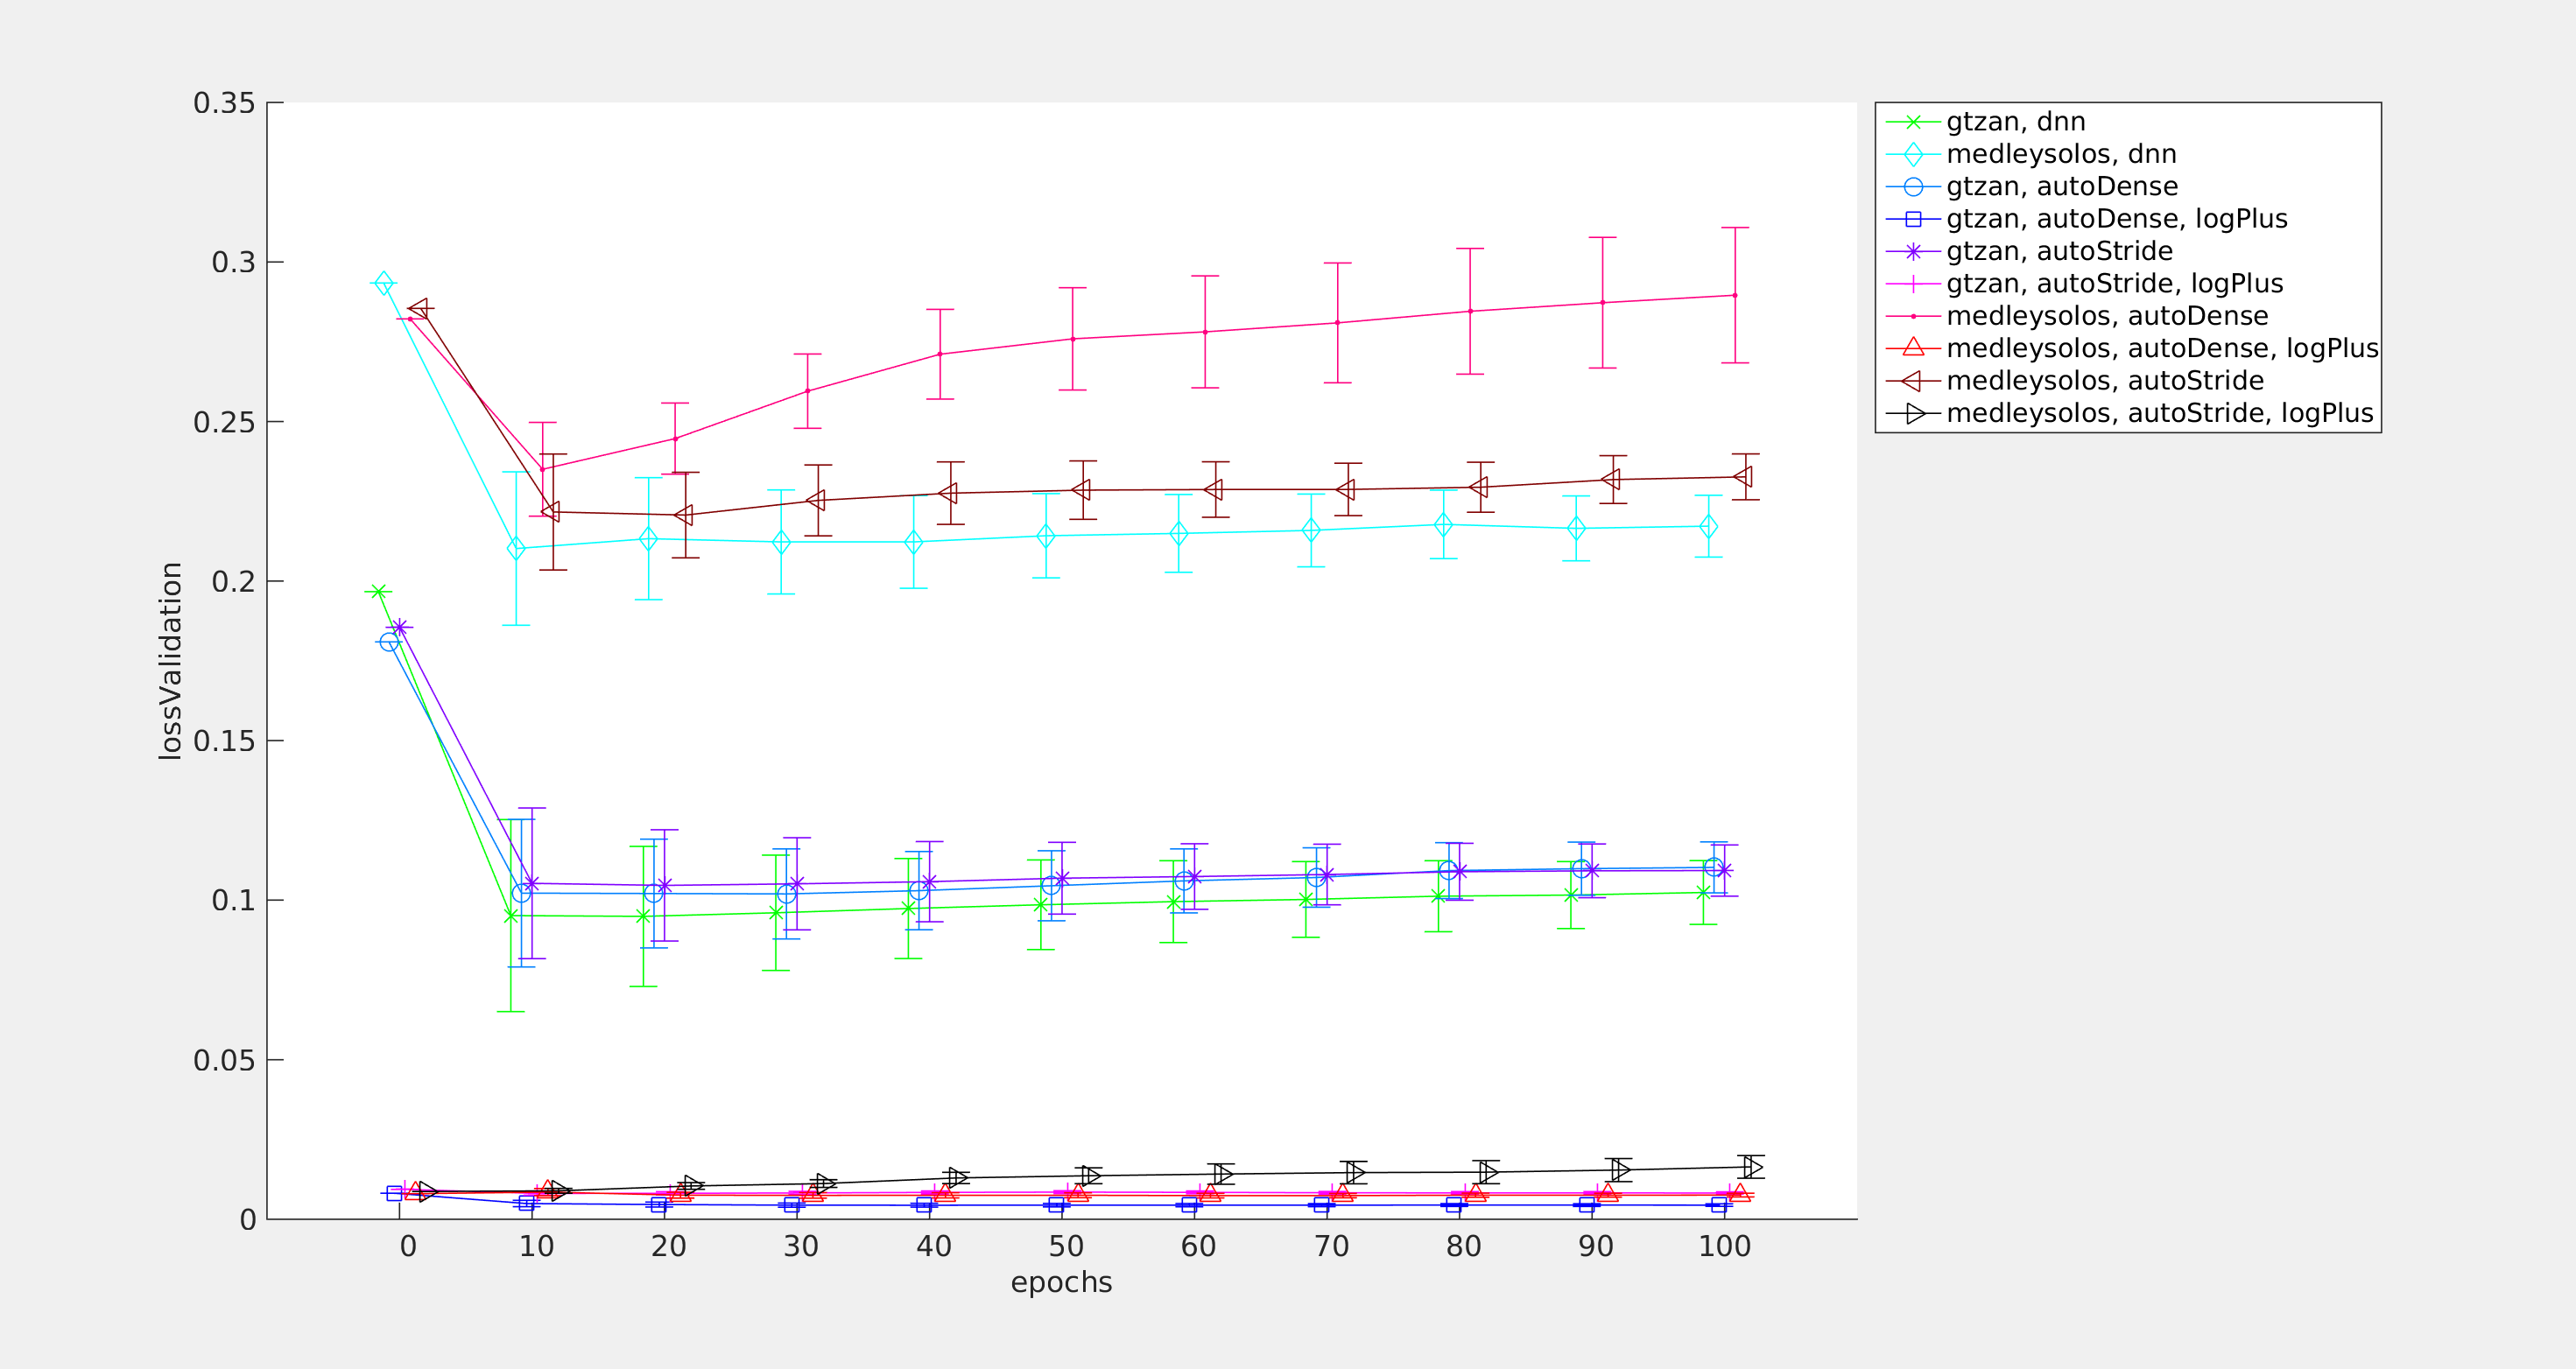 0.35
0.3
0.25
0.2
0.15
0.1
0.05
0
lossValidation
0 10 20 30 40 50 60 70 80 90 100
epochs
gtzan, dnn
medleysolos, dnn
gtzan, autoDense
gtzan, autoDense, logPlus
gtzan, autoStride
gtzan, autoStride, logPlus
medleysolos, autoDense
medleysolos, autoDense, logPlus
medleysolos, autoStride
medleysolos, autoStride, logPlus